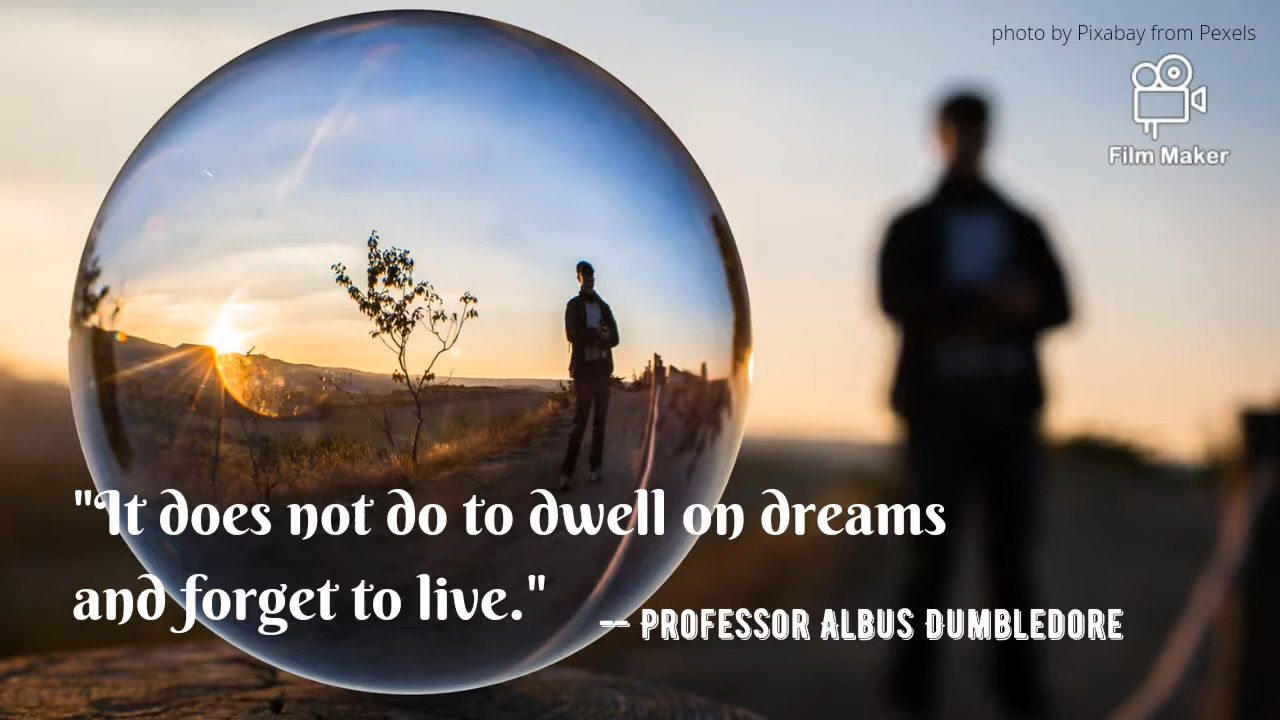 photo by Pixabay from Pexels
Film Maker
"It does not do to dwell on dreams
and forget to live."
-- PROFESSOR ALBUS DUMBLEDORE